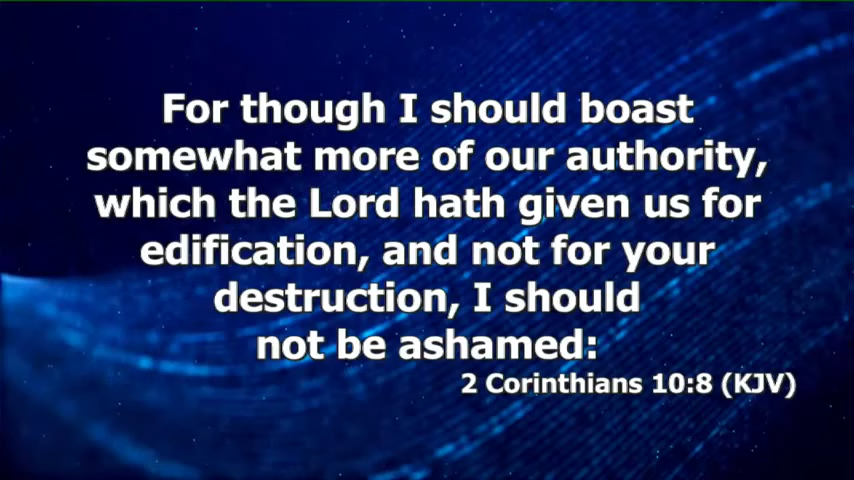 For though I should boast
somewhat more of our authority,
which the Lord hath given us for
edification, and not for your
destruction, I should
not be ashamed:
2 Corinthians 10:8 (KJV)